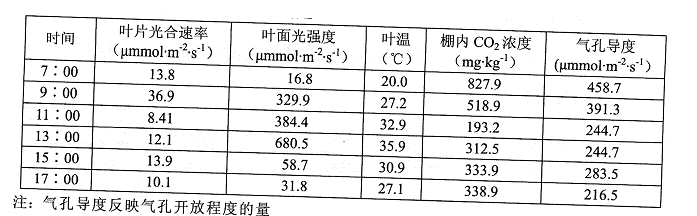 时间 叶片光合速率 (μmmol·m⁻²·s⁻¹) 叶面光强度 (μmmol·m⁻²·s⁻¹) 叶温 (℃) 棚内 CO₂ 浓度 (mg·kg⁻¹) 气孔导度 (μmmol·m⁻²·s⁻¹)
7：00 13.8 16.8 20.0 827.9 458.7
9：00 36.9 329.9 27.2 518.9 391.3
11：00 8.41 384.4 32.9 193.2 244.7
13：00 12.1 680.5 35.9 312.5 244.7
15：00 13.9 58.7 30.9 333.9 283.5
17：00 10.1 31.8 27.1 338.9 216.5
注：气孔导度反映气孔开放程度的量